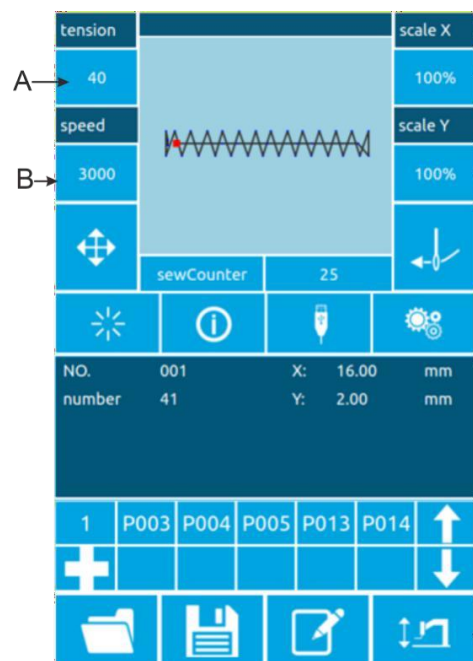 tension scale X
A 40 100%
speed scale Y
B 3000 100%
sewCounter 25
NO. 001 X: 16.00 mm
number 41 Y: 2.00 mm
1 P003 P004 P005 P013 P014